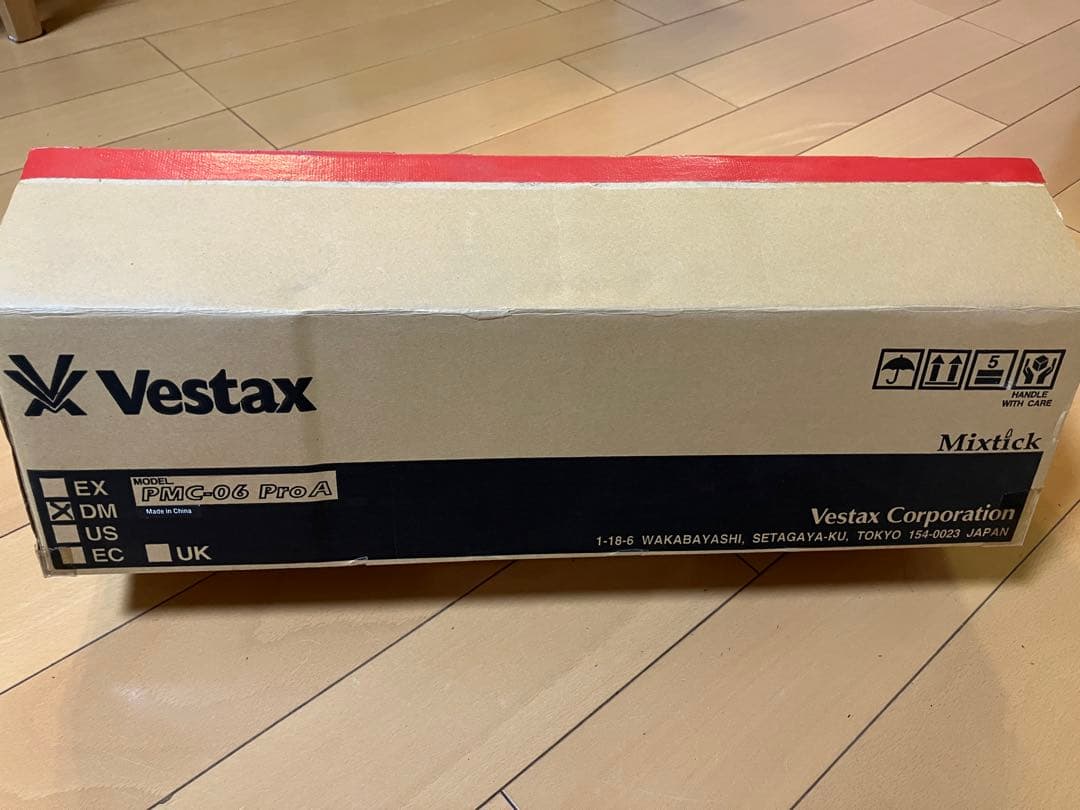 Vestax
5
HANDLE
WITH CARE
Mixtick
EX
DM
US
EC
UK
MODEL
PMC-06 Pro A
Made in China
Vestax Corporation
1-18-6 WAKABAYASHI, SETAGAYA-KU, TOKYO 154-0023 JAPAN